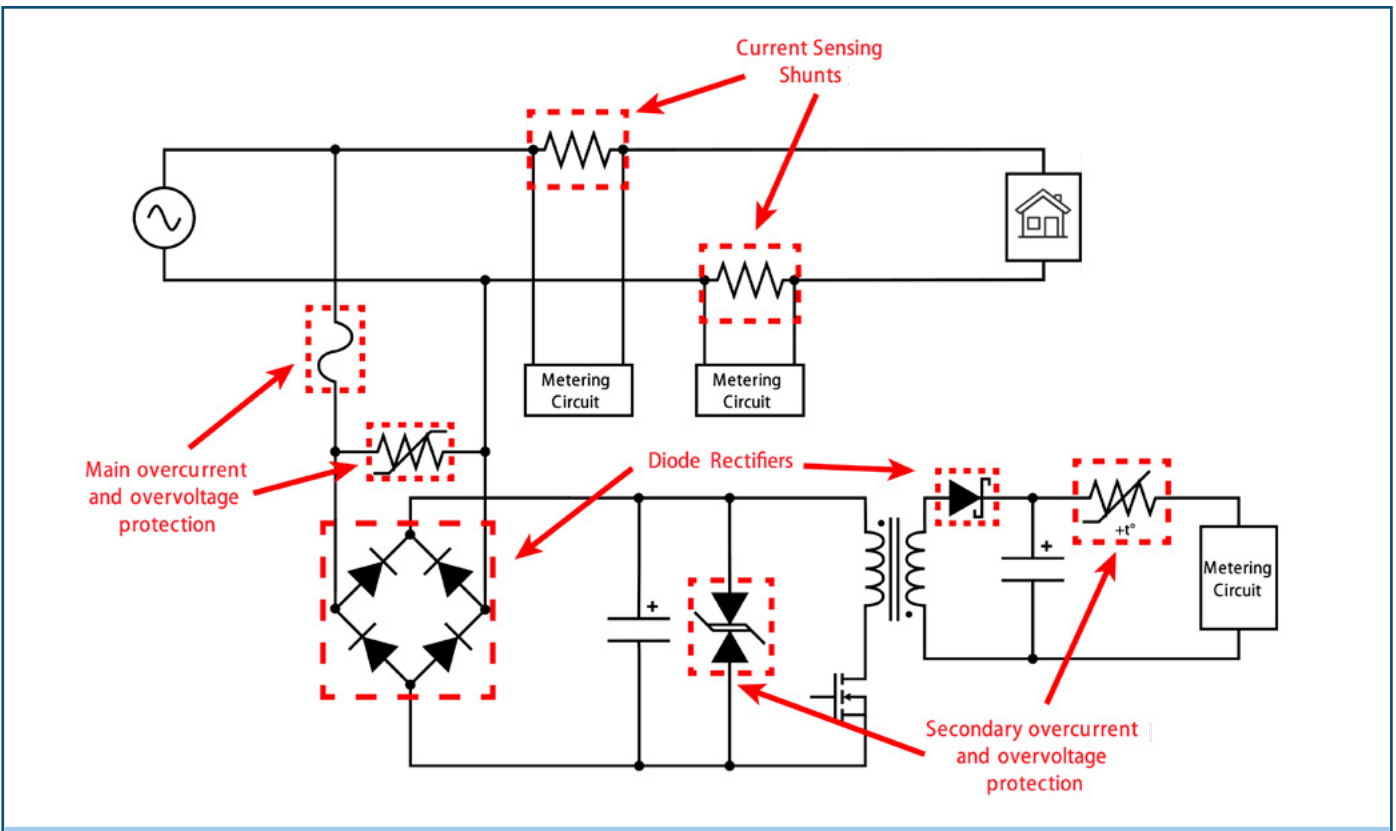 Current Sensing
Shunts
Metering
Circuit
Metering
Circuit
Main overcurrent
and overvoltage
protection
Diode Rectifiers
+t°
+
+
Metering
Circuit
Secondary overcurrent
and overvoltage
protection